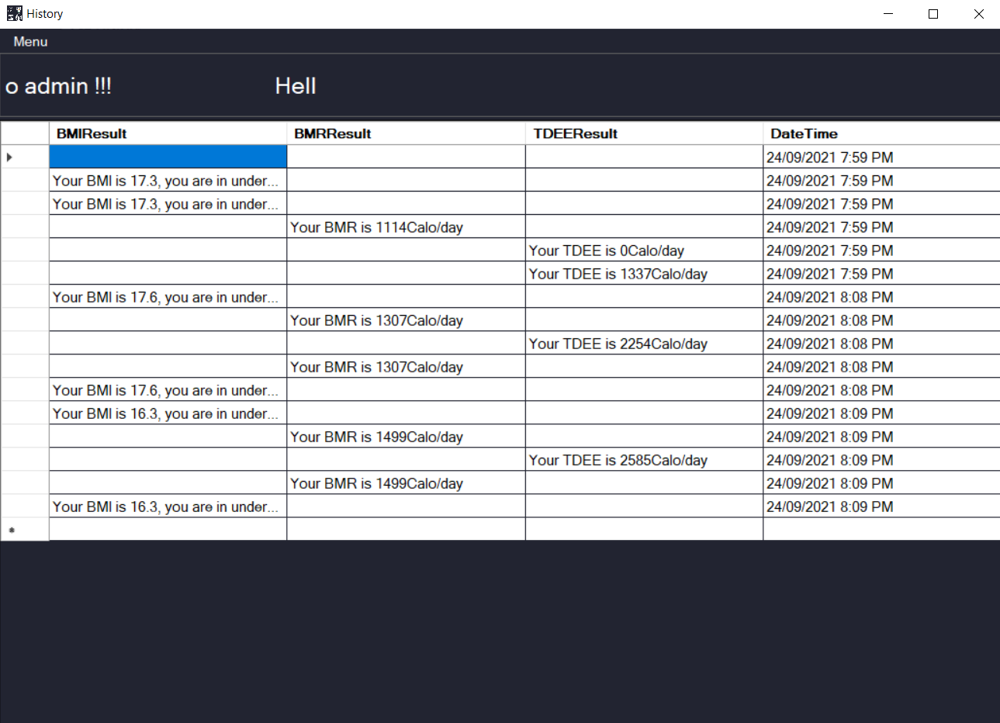 History
Menu
o admin !!! Hell
BMIResult BMRResult TDEEResult DateTime
24/09/2021 7:59 PM
Your BMI is 17.3, you are in under... 24/09/2021 7:59 PM
Your BMI is 17.3, you are in under... 24/09/2021 7:59 PM
Your BMR is 1114Calo/day 24/09/2021 7:59 PM
Your TDEE is 0Calo/day 24/09/2021 7:59 PM
Your TDEE is 1337Calo/day 24/09/2021 7:59 PM
Your BMI is 17.6, you are in under... 24/09/2021 8:08 PM
Your BMR is 1307Calo/day 24/09/2021 8:08 PM
Your TDEE is 2254Calo/day 24/09/2021 8:08 PM
Your BMR is 1307Calo/day 24/09/2021 8:08 PM
Your BMI is 17.6, you are in under... 24/09/2021 8:08 PM
Your BMI is 16.3, you are in under... 24/09/2021 8:09 PM
Your BMR is 1499Calo/day 24/09/2021 8:09 PM
Your TDEE is 2585Calo/day 24/09/2021 8:09 PM
Your BMR is 1499Calo/day 24/09/2021 8:09 PM
Your BMI is 16.3, you are in under... 24/09/2021 8:09 PM